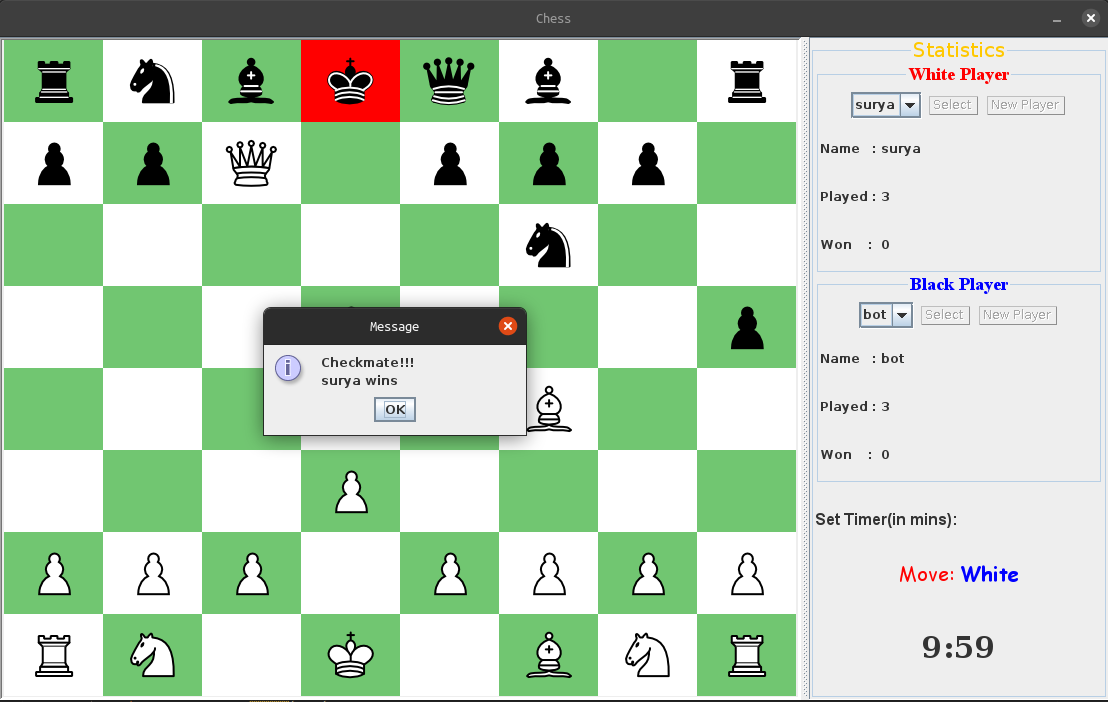 Chess
Statistics
White Player
surya
Select
New Player
Name : surya
Played : 3
Won : 0
Black Player
bot
Select
New Player
Name : bot
Played : 3
Won : 0
Set Timer(in mins):
Move: White
9:59
Message
Checkmate!!!
surya wins
OK